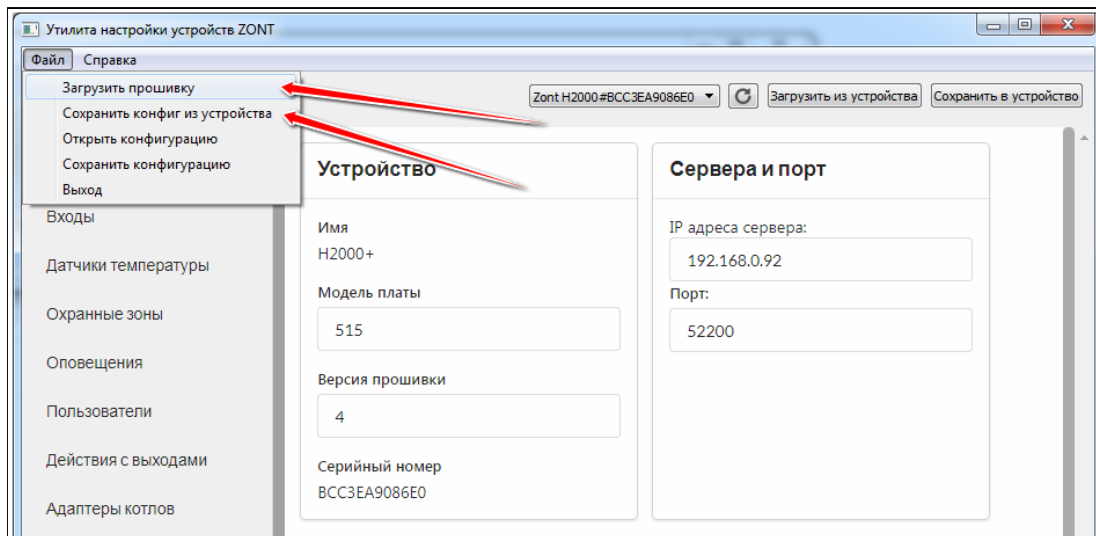 Утилита настройки устройств ZONT
Файл Справка
Загрузить прошивку
Сохранить конфиг из устройства
Открыть конфигурацию
Сохранить конфигурацию
Выход
Zont H2000#BCC3EA9086E0 Загрузить из устройства Сохранить в устройство
Входы
Датчики температуры
Охранные зоны
Оповещения
Пользователи
Действия с выходами
Адаптеры котлов
Устройство
Имя
H2000+
Модель платы
515
Версия прошивки
4
Серийный номер
BCC3EA9086E0
Сервера и порт
IP адреса сервера:
192.168.0.92
Порт:
52200